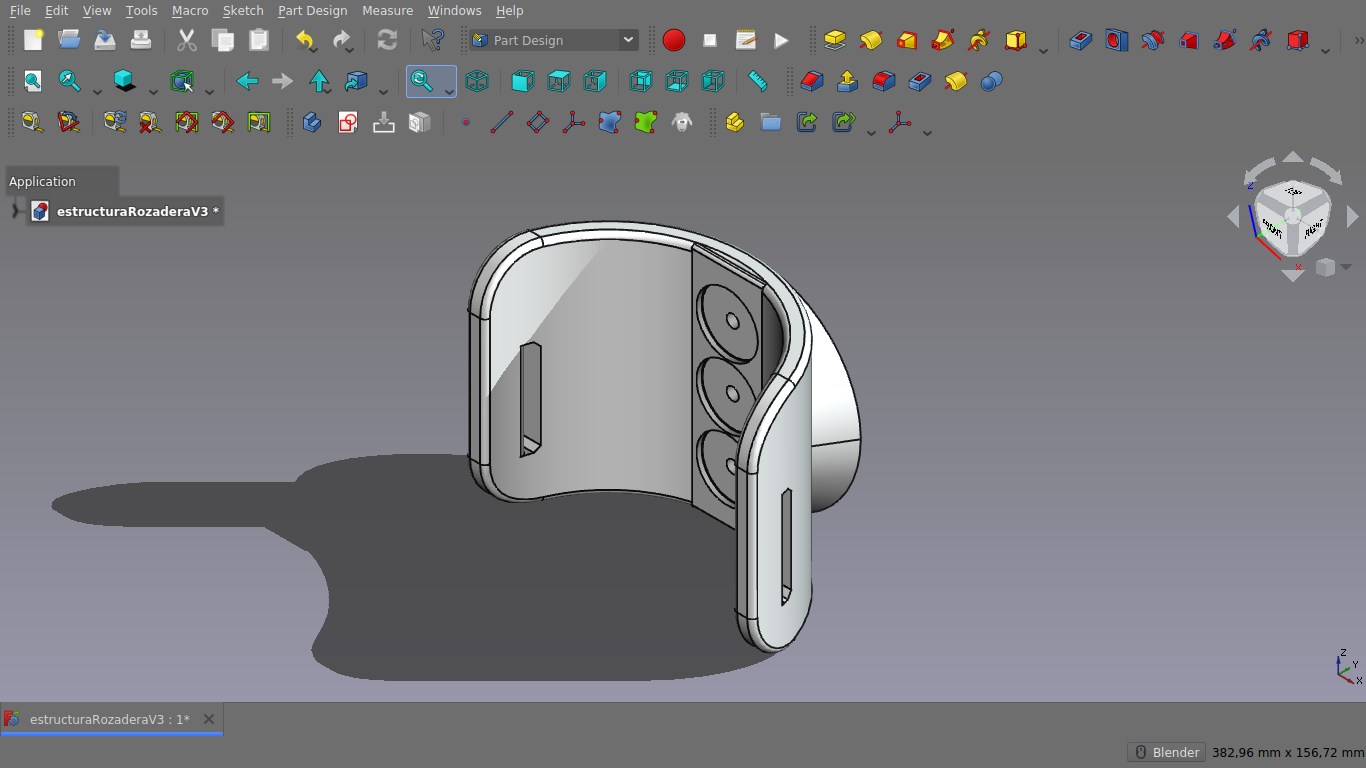 File Edit View Tools Macro Sketch Part Design Measure Windows Help
Part Design
Application
estructuraRozaderaV3 *
Z
X
RIGHT
Z
Y
X
estructuraRozaderaV3 : 1*
Blender 382,96 mm x 156,72 mm